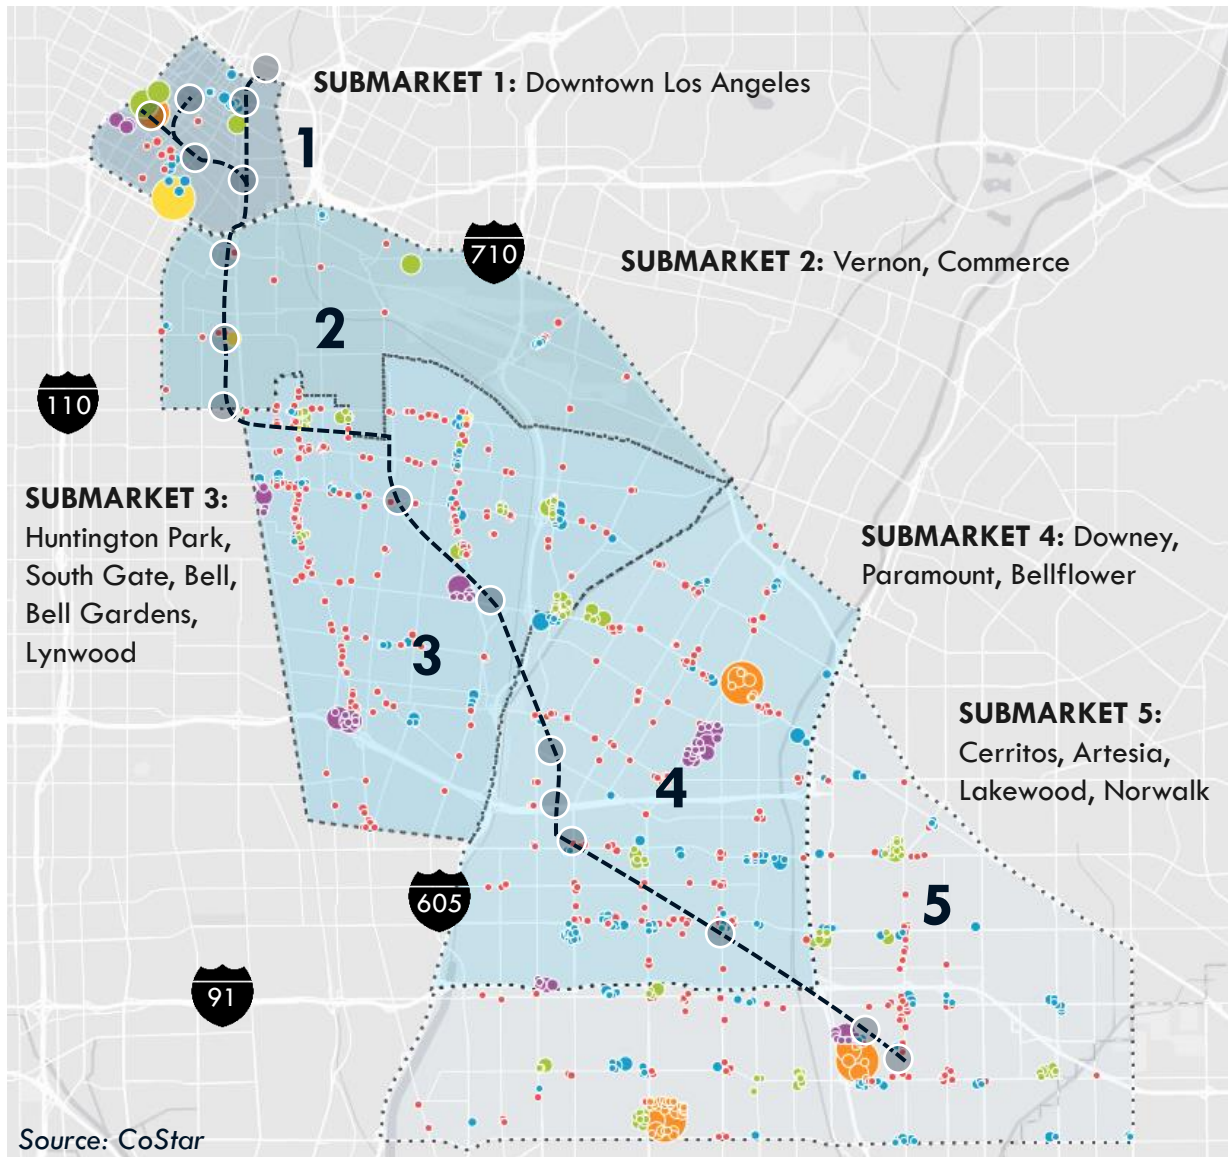 SUBMARKET 1: Downtown Los Angeles
1
710
SUBMARKET 2: Vernon, Commerce
2
110
SUBMARKET 3:
Huntington Park,
South Gate, Bell,
Bell Gardens,
Lynwood
SUBMARKET 4: Downey,
Paramount, Bellflower
3
SUBMARKET 5:
Cerritos, Artesia,
Lakewood, Norwalk
4
605
5
91
Source: CoStar